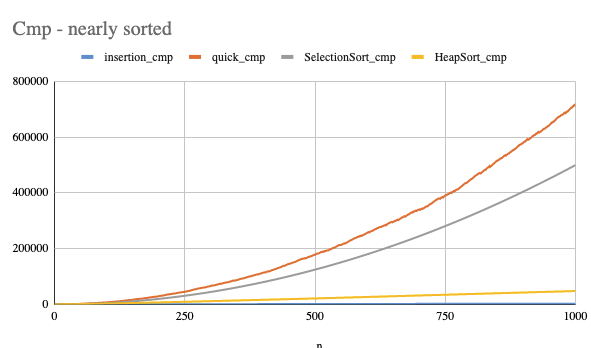 Cmp - nearly sorted
insertion_cmp quick_cmp SelectionSort_cmp HeapSort_cmp
800000
600000
400000
200000
0
0 250 500 750 1000
n